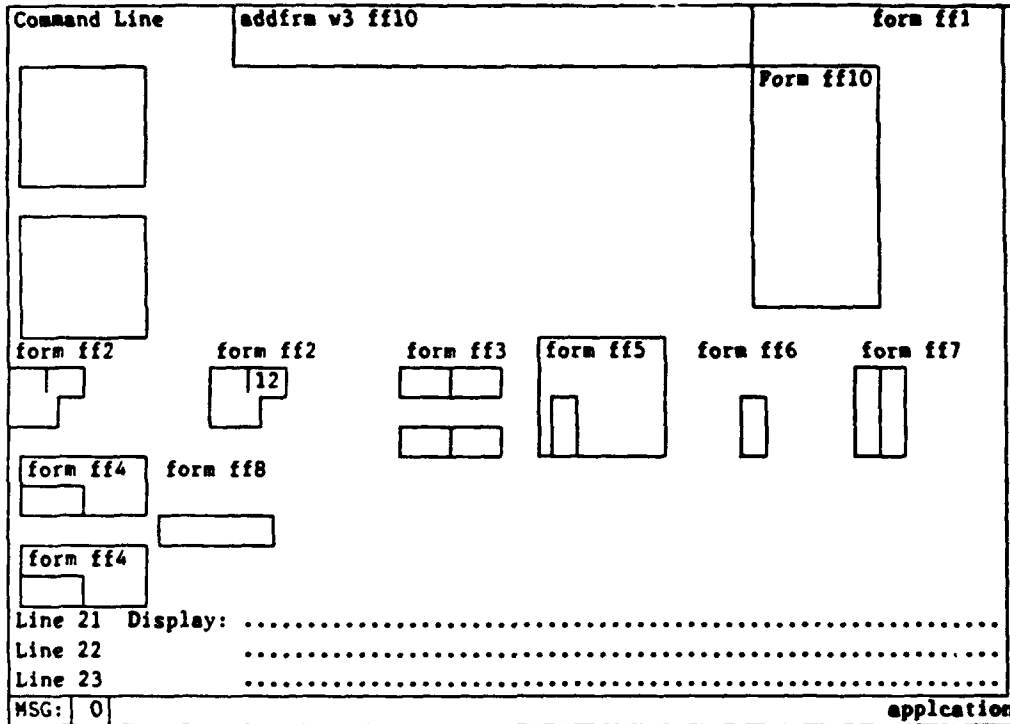 Command Line addfrm v3 ff10 form ff1
Form ff10
form ff2 form ff2 form ff3 form ff5 form ff6 form ff7
12
form ff4 form ff8
form ff4
Line 21 Display: ................................................................
Line 22 ................................................................
Line 23 ................................................................
MSG: 0 applcation